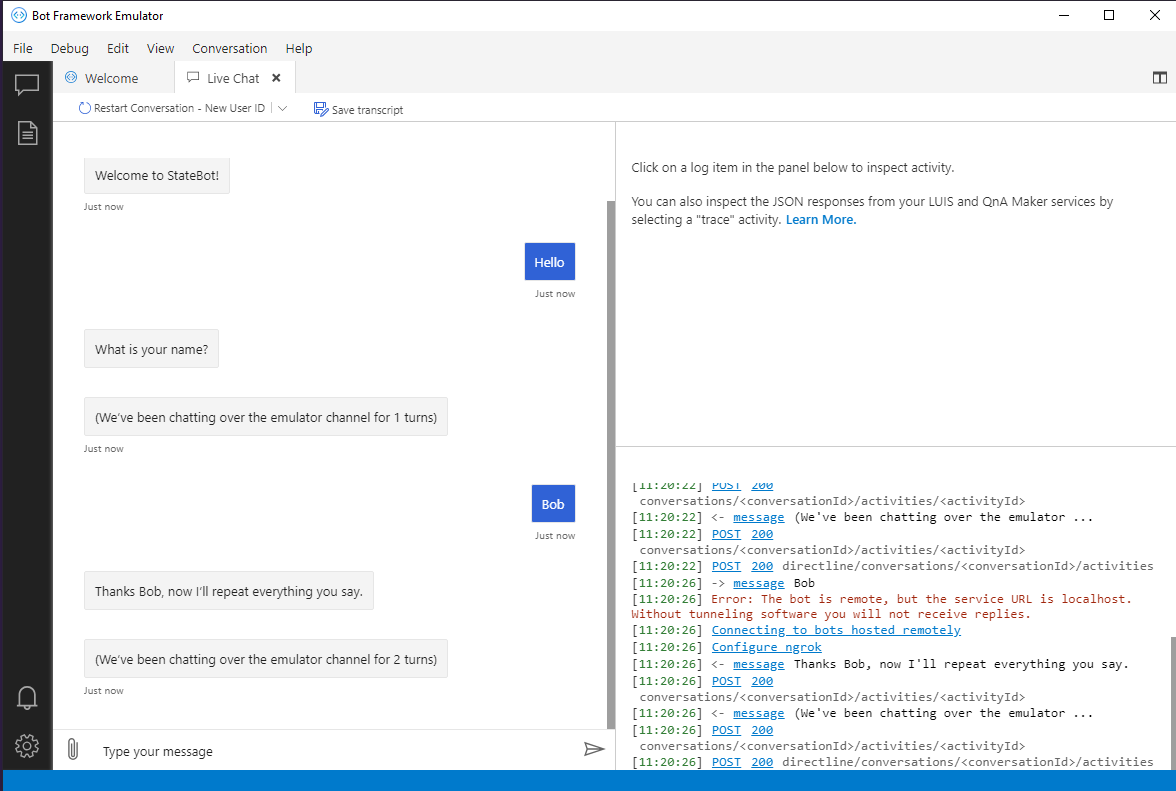 Bot Framework Emulator
File Debug Edit View Conversation Help
Welcome
Live Chat
Restart Conversation - New User ID
Save transcript
Welcome to StateBot!
Just now
Hello
Just now
What is your name?
(We've been chatting over the emulator channel for 1 turns)
Just now
Bob
Just now
Thanks Bob, now I'll repeat everything you say.
(We've been chatting over the emulator channel for 2 turns)
Just now
Type your message
Click on a log item in the panel below to inspect activity.
You can also inspect the JSON responses from your LUIS and QnA Maker services by
selecting a "trace" activity. Learn More.
[11:20:22] POST 200
conversations/<conversationId>/activities/<activityId>
[11:20:22] <- message (We've been chatting over the emulator ...
[11:20:22] POST 200
conversations/<conversationId>/activities/<activityId>
[11:20:22] POST 200 directline/conversations/<conversationId>/activities
[11:20:26] -> message Bob
[11:20:26] Error: The bot is remote, but the service URL is localhost.
Without tunneling software you will not receive replies.
[11:20:26] Connecting to bots hosted remotely
[11:20:26] Configure ngrok
[11:20:26] <- message Thanks Bob, now I'll repeat everything you say.
[11:20:26] POST 200
conversations/<conversationId>/activities/<activityId>
[11:20:26] <- message (We've been chatting over the emulator ...
[11:20:26] POST 200
conversations/<conversationId>/activities/<activityId>
[11:20:26] POST 200 directline/conversations/<conversationId>/activities